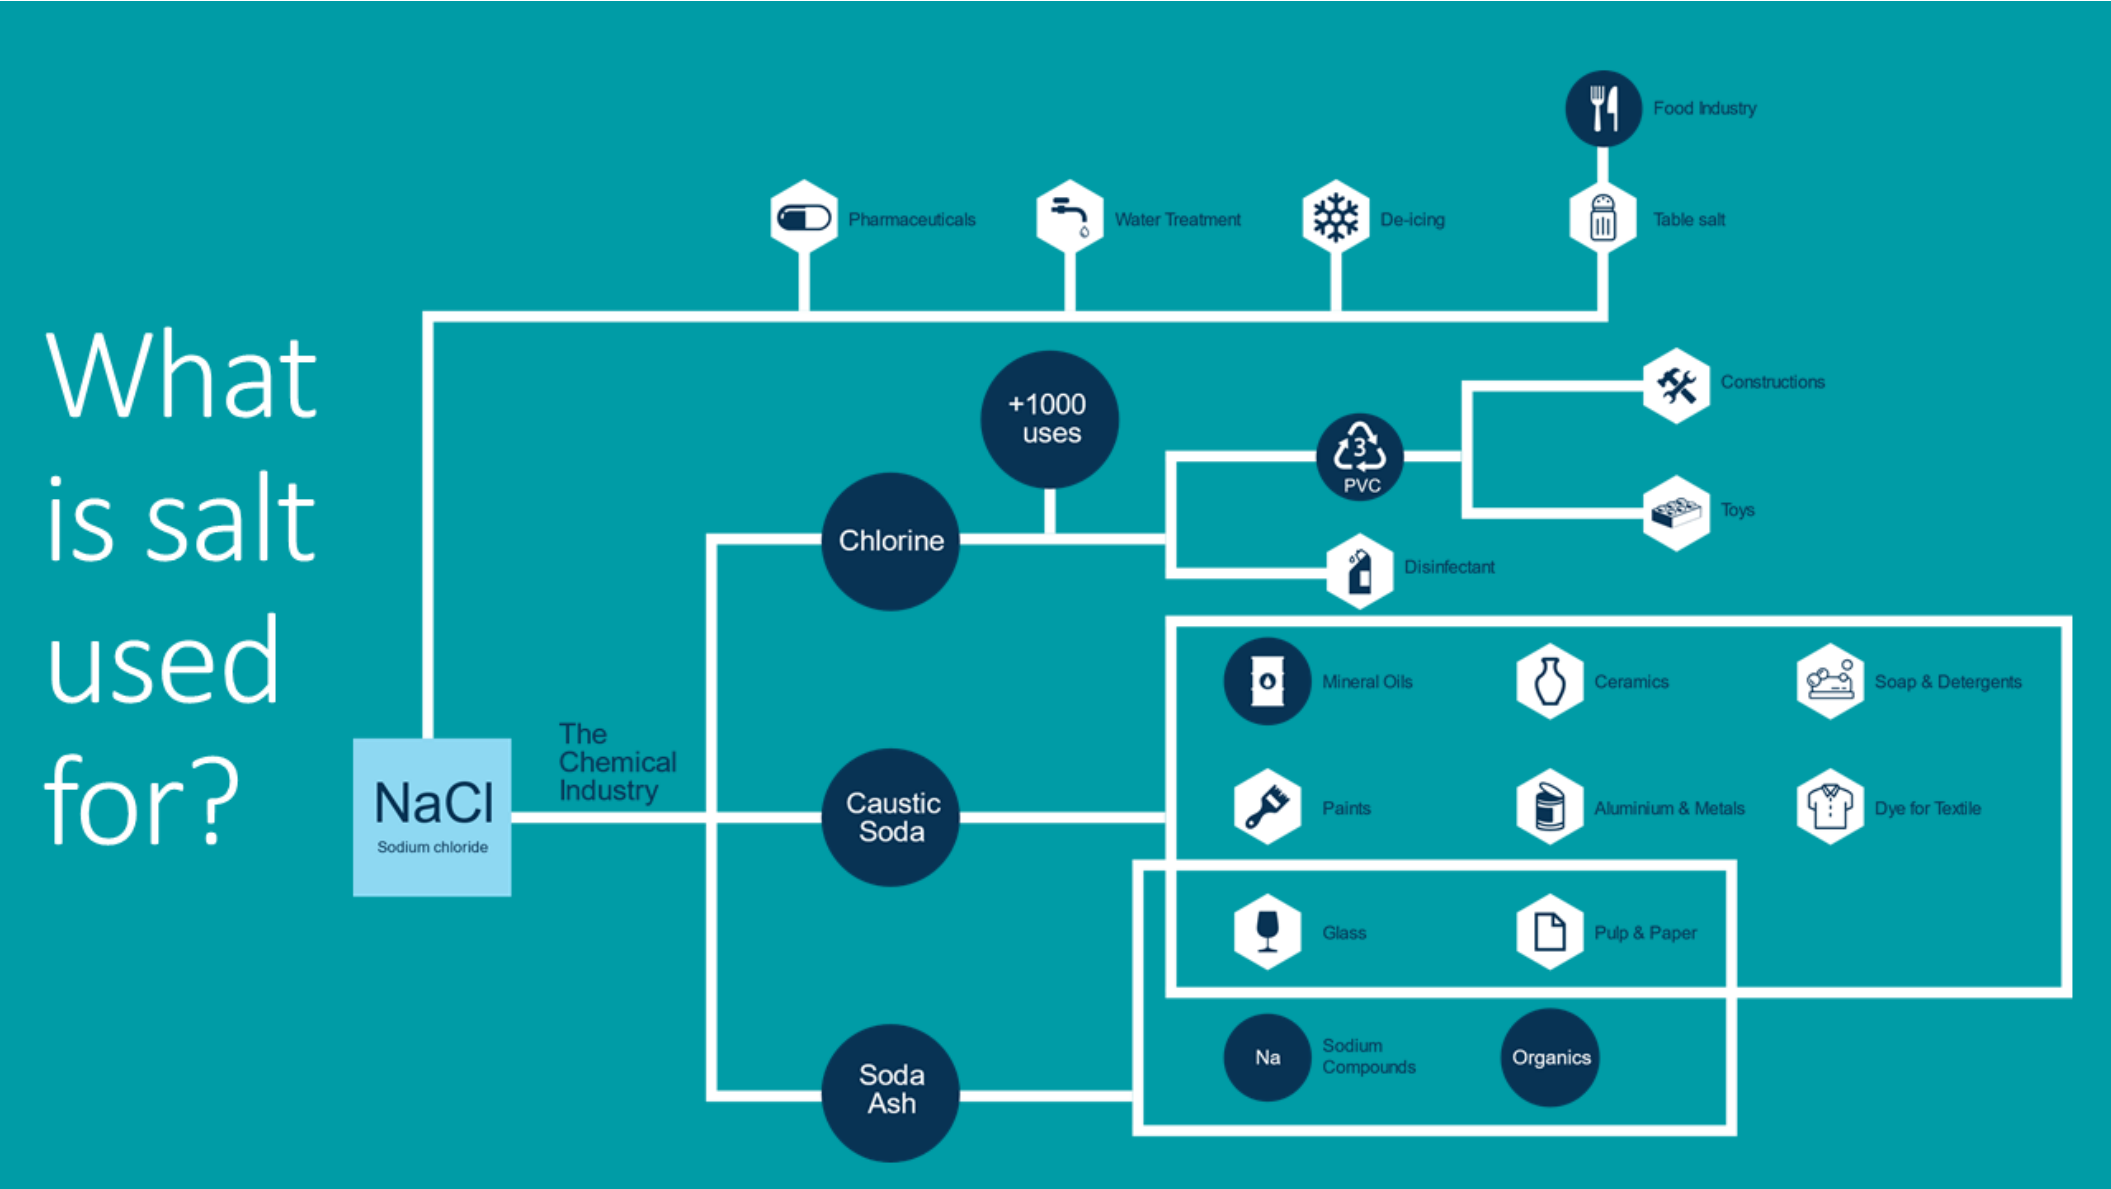 What
is salt
used
for?
Food Industry
Pharmaceuticals
Water Treatment
De-icing
Table salt
+1000
uses
Constructions
3
PVC
Toys
Chlorine
Disinfectant
Mineral Oils
Ceramics
Soap & Detergents
The
Chemical
Industry
NaCl
Sodium chloride
Caustic
Soda
Paints
Aluminium & Metals
Dye for Textile
Glass
Pulp & Paper
Soda
Ash
Na
Sodium
Compounds
Organics